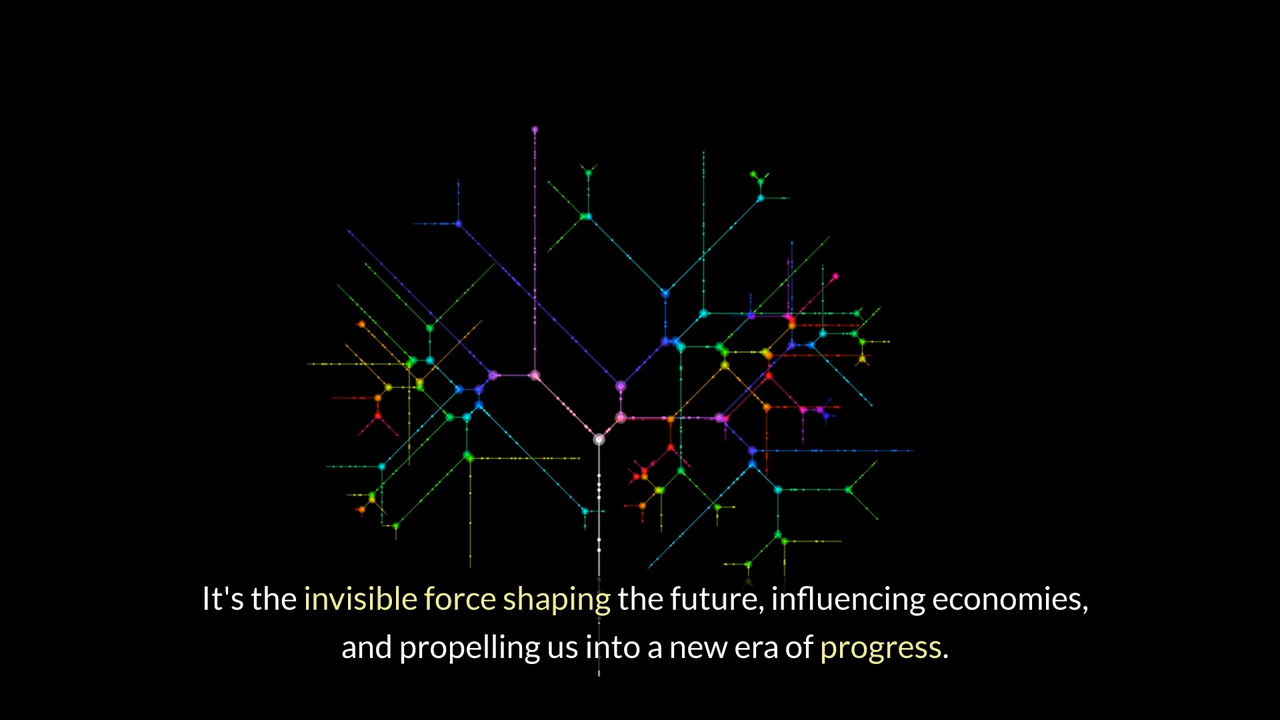 It's the invisible force shaping the future, influencing economies,
and propelling us into a new era of progress.